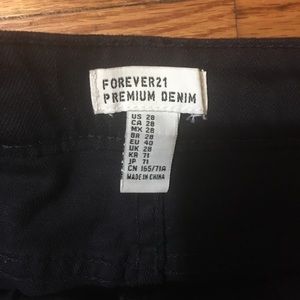 FOREVER21
PREMIUM DENIM
US 28
CA 28
MX 28
BR 28
EU 40
UK 28
KR 71
JP 71
CN 165/71A
MADE IN CHINA